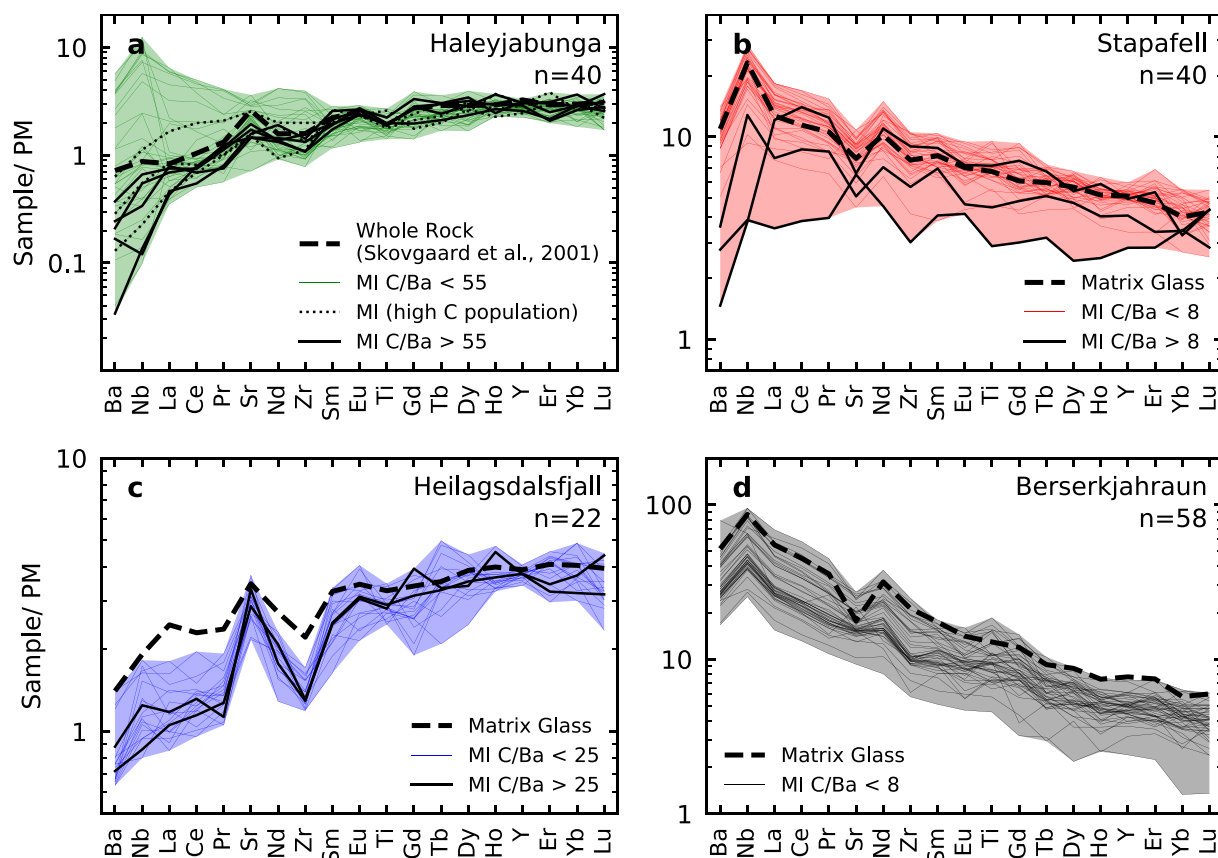 a
Haleyjabunga
n=40
10
1
0.1
Sample/ PM
Whole Rock
(Skovgaard et al., 2001)
MI C/Ba < 55
MI (high C population)
MI C/Ba > 55
Ba Nb La Ce Pr Sr Nd Zr Sm Eu Ti Gd Tb Dy Ho Y Er Yb Lu
b
Stapafell
n=40
10
1
Matrix Glass
MI C/Ba < 8
MI C/Ba > 8
Ba Nb La Ce Pr Sr Nd Zr Sm Eu Ti Gd Tb Dy Ho Y Er Yb Lu
c
Heilagsdalsfjall
n=22
10
1
Sample/ PM
Matrix Glass
MI C/Ba < 25
MI C/Ba > 25
Ba Nb La Ce Pr Sr Nd Zr Sm Eu Ti Gd Tb Dy Ho Y Er Yb Lu
d
Berserkjahraun
n=58
100
10
1
Matrix Glass
MI C/Ba < 8
Ba Nb La Ce Pr Sr Nd Zr Sm Eu Ti Gd Tb Dy Ho Y Er Yb Lu